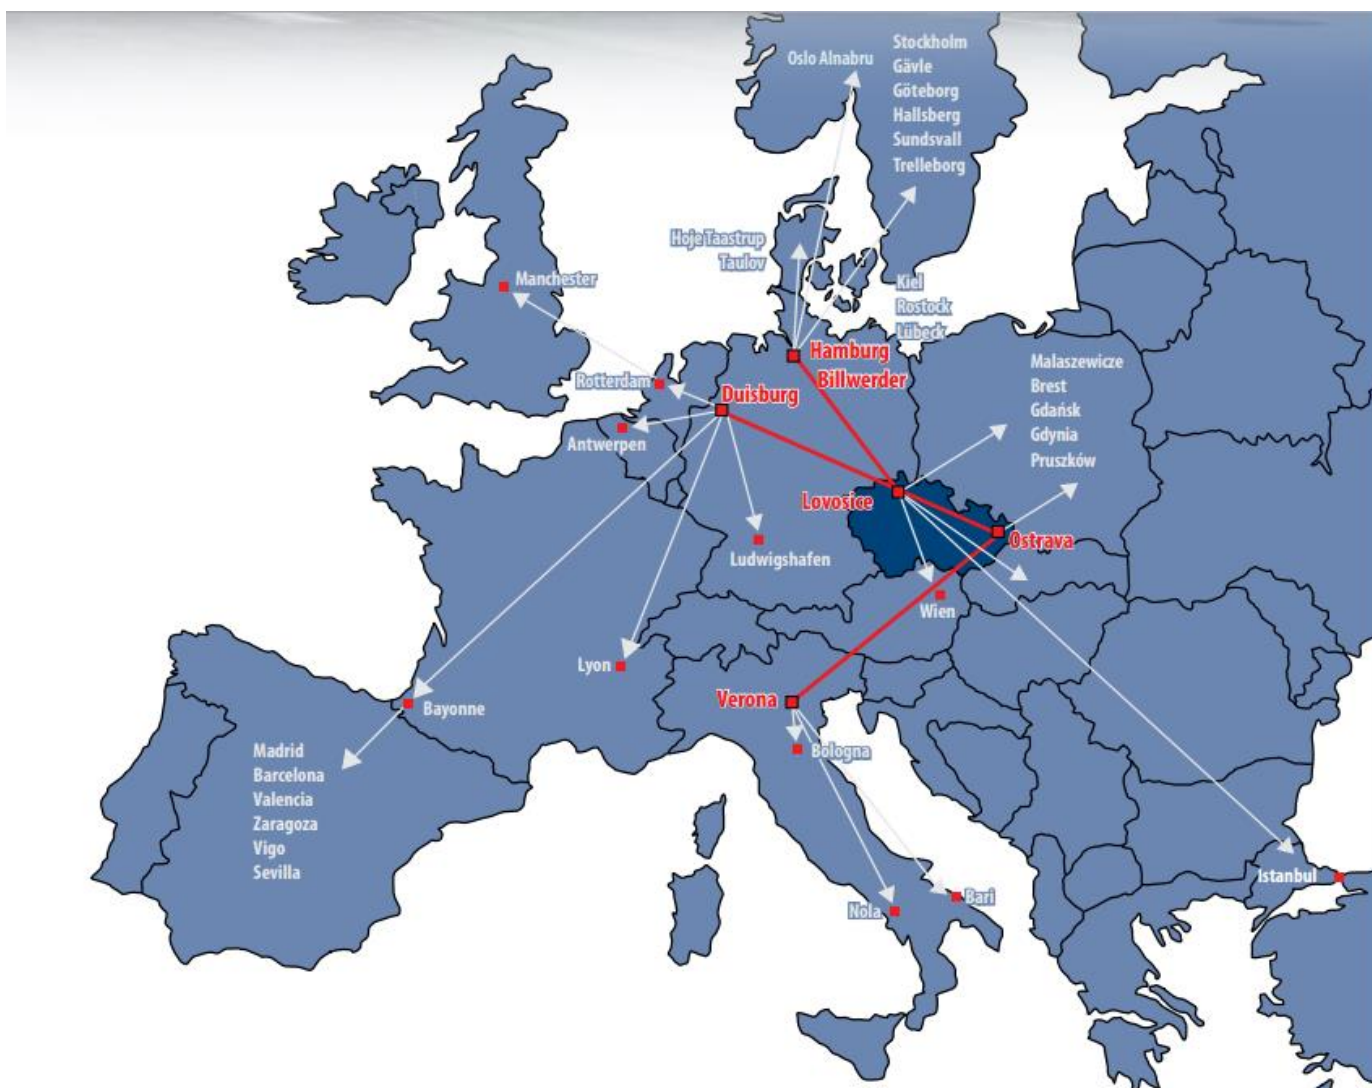 Oslo Alnabru
Stockholm
Gävle
Göteborg
Hallsberg
Sundsvall
Trelleborg
Hoje Taastrup
Taulov
Manchester
Kiel
Rostock
Lübeck
Hamburg
Billwerder
Malaszewicze
Brest
Gdańsk
Gdynia
Pruszków
Rotterdam
Duisburg
Antwerpen
Lovosice
Ostrava
Ludwigshafen
Wien
Lyon
Verona
Bayonne
Bologna
Madrid
Barcelona
Valencia
Zaragoza
Vigo
Sevilla
Istanbul
Nola
Bari